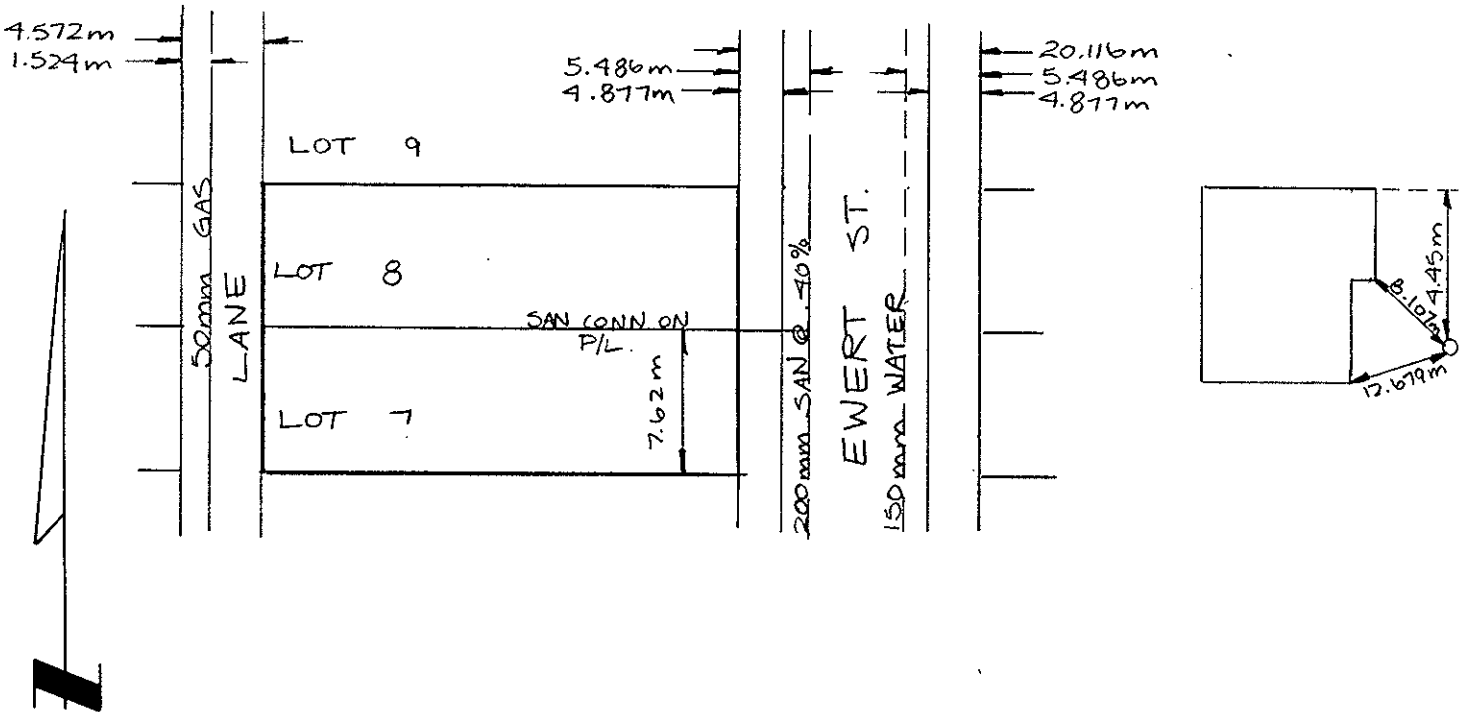 4.572m
1.524m
5.486m
4.877m
20.116m
5.486m
4.877m
LOT 9
50mm GAS
LANE
LOT 8
SAN CONN ON
P/L.
7.62m
LOT 7
200mm SAN @ .40%
EWERT ST.
150mm WATER
4.45m
8.107m
12.679m